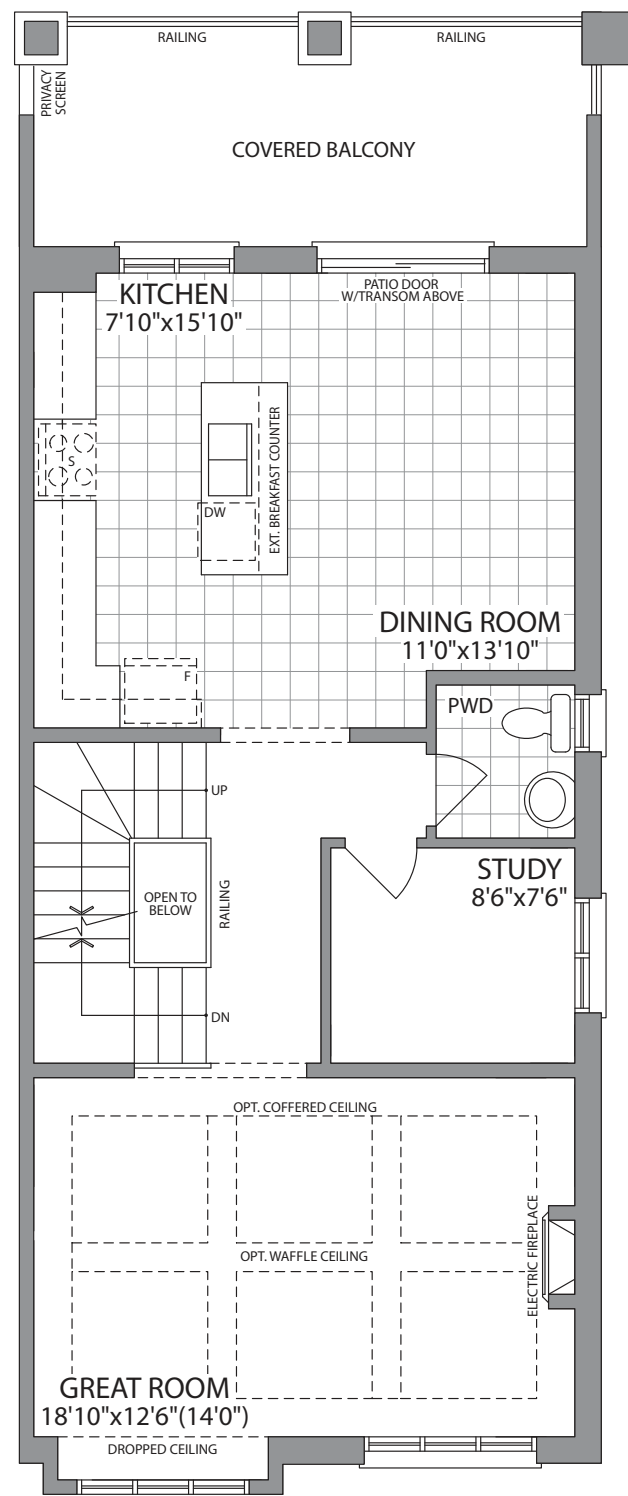 RAILING
RAILING
PRIVACY
SCREEN
COVERED BALCONY
KITCHEN
7'10"x15'10"
PATIO DOOR
W/TRANSOM ABOVE
S
DW
EXT. BREAKFAST COUNTER
DINING ROOM
11'0"x13'10"
F
PWD
UP
OPEN TO
BELOW
RAILING
STUDY
8'6"x7'6"
DN
OPT. COFFERED CEILING
OPT. WAFFLE CEILING
ELECTRIC FIREPLACE
GREAT ROOM
18'10"x12'6"(14'0")
DROPPED CEILING